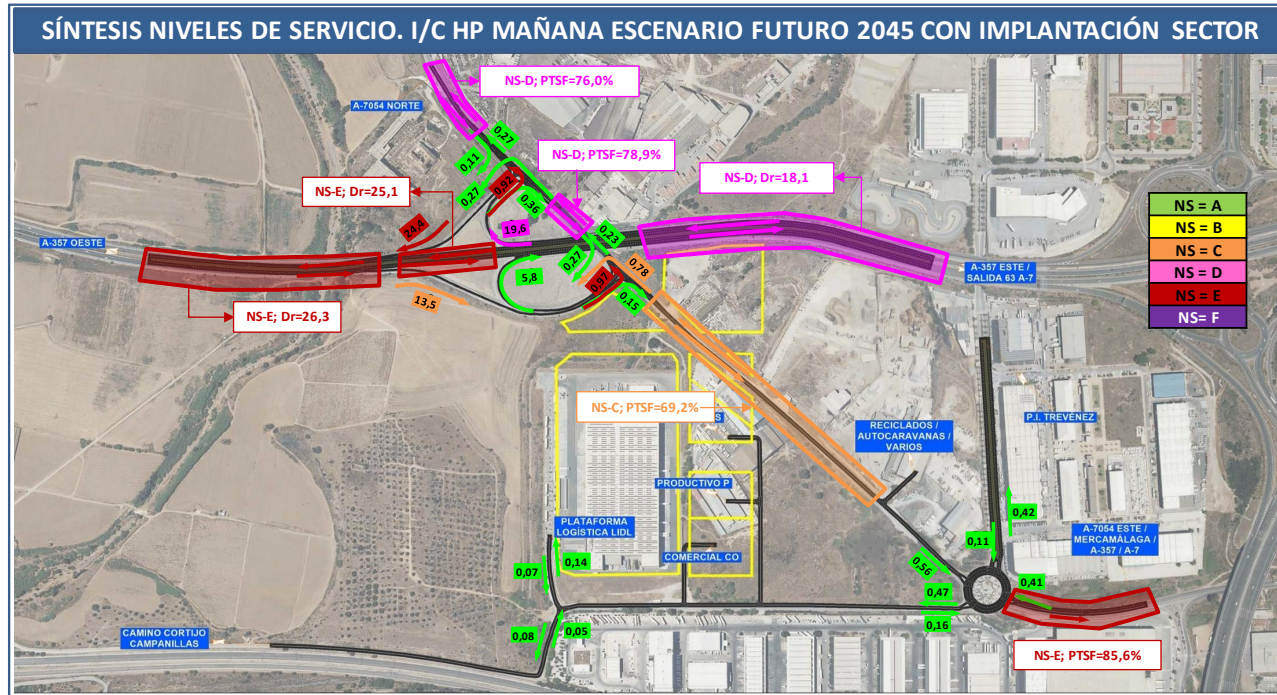 SÍNTESIS NIVELES DE SERVICIO. I/C HP MAÑANA ESCENARIO FUTURO 2045 CON IMPLANTACIÓN SECTOR
NS-D; PTSF=76,0%
A-7054 NORTE
0,27
0,11
NS-D; PTSF=78,9%
NS-D; Dr=18,1
NS-E; Dr=25,1
0,27
0,36
NS = A
NS = B
NS = C
NS = D
NS = E
NS= F
24,4
19,6
0,23
A-357 OESTE
0,27
0,78
A-357 ESTE /
SALIDA 63 A-7
5,8
0,97
0,15
13,5
NS-E; Dr=26,3
NS-C; PTSF=69,2%
P.I. TREVÉNEZ
RECICLADOS /
AUTOCARAVANAS /
VARIOS
PRODUCTIVO P
PLATAFORMA
LOGÍSTICA LIDL
0,42
A-7054 ESTE /
MERCAMÁLAGA /
A-357 / A-7
0,11
COMERCIAL CO
0,14
0,07
0,56
0,41
0,47
0,16
0,08
0,05
CAMINO CORTIJO
CAMPANILLAS
NS-E; PTSF=85,6%